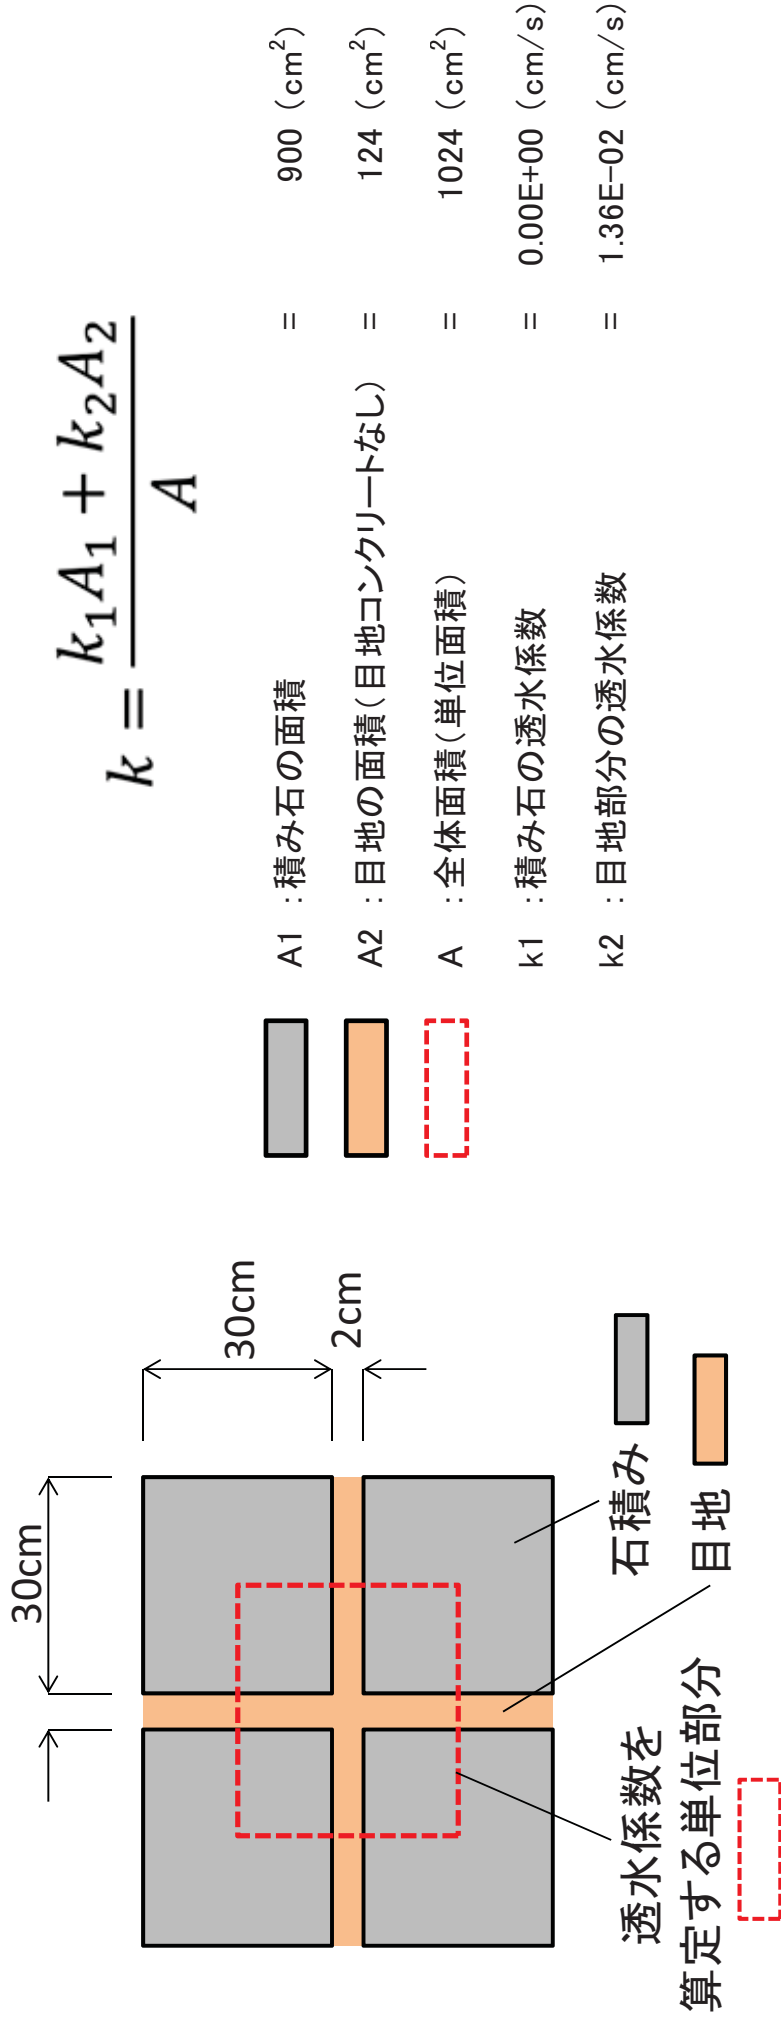 30cm
30cm
2cm
石積み
目地
透水係数を
算定する単位部分
k = \frac{k_1A_1 + k_2A_2}{A}
A1 :積み石の面積 = 900 (cm²)
A2 :目地の面積(目地コンクリートなし) = 124 (cm²)
A :全体面積(単位面積) = 1024 (cm²)
k1 :積み石の透水係数 = 0.00E+00 (cm/s)
k2 :目地部分の透水係数 = 1.36E-02 (cm/s)